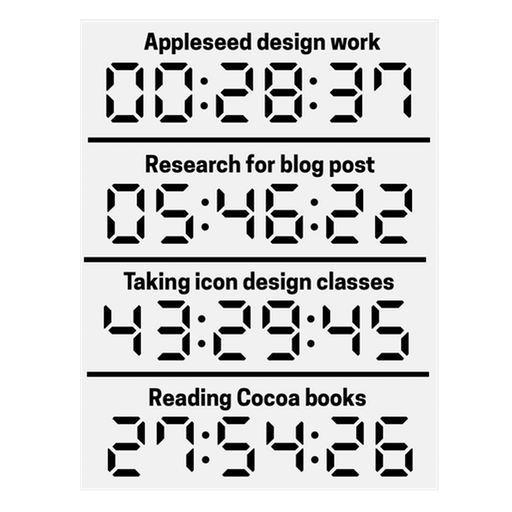 Appleseed design work
00:28:37
Research for blog post
05:46:22
Taking icon design classes
43:29:45
Reading Cocoa books
27:54:26